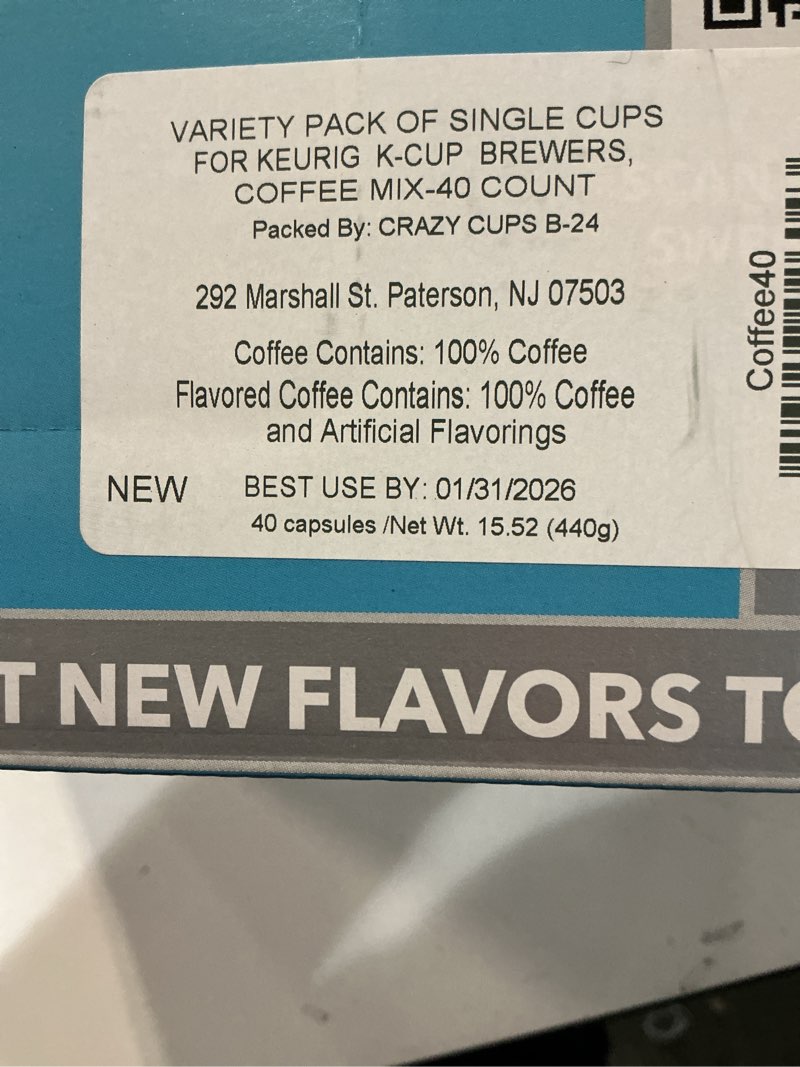 VARIETY PACK OF SINGLE CUPS
FOR KEURIG K-CUP BREWERS,
COFFEE MIX-40 COUNT
Packed By: CRAZY CUPS B-24
292 Marshall St. Paterson, NJ 07503
Coffee Contains: 100% Coffee
Flavored Coffee Contains: 100% Coffee
and Artificial Flavorings
NEW BEST USE BY: 01/31/2026
40 capsules /Net Wt. 15.52 (440g)
Coffee40
T NEW FLAVORS TO